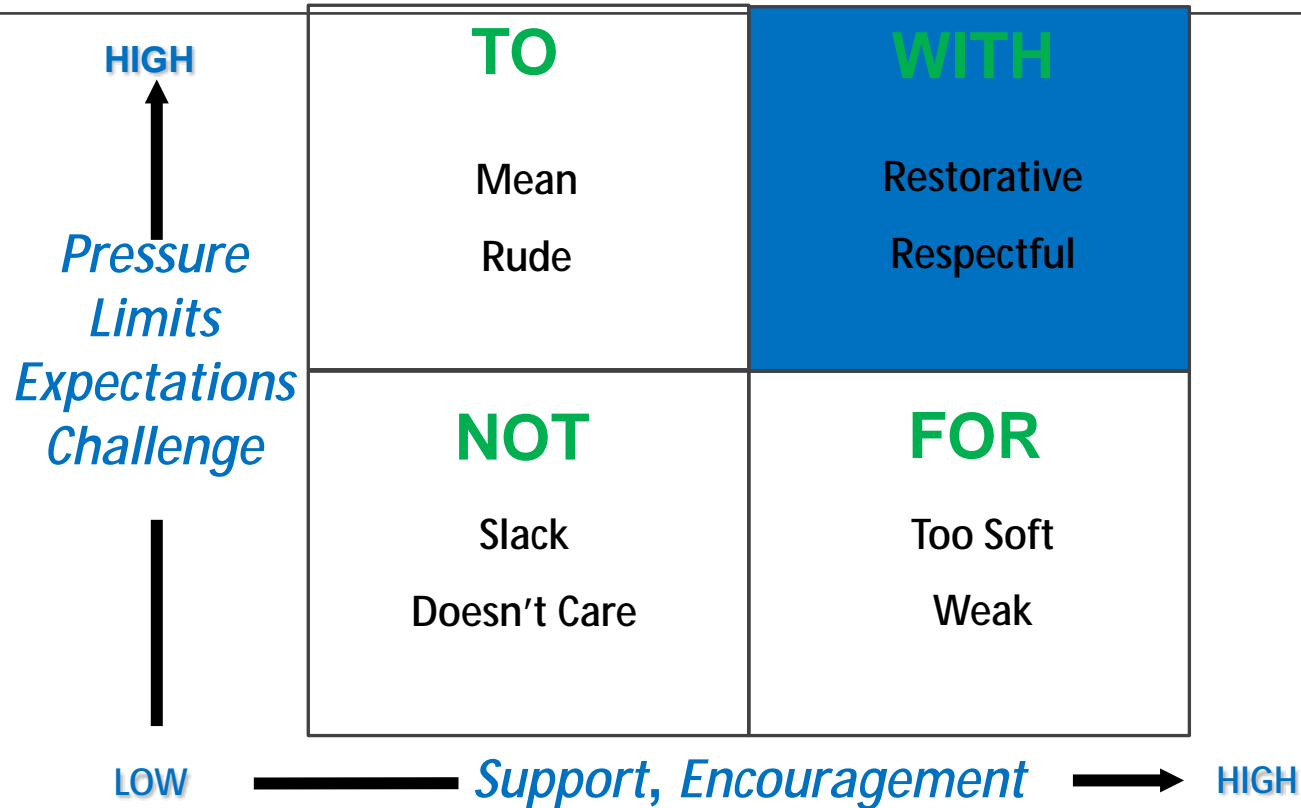 HIGH
TO
WITH
Mean
Restorative
Rude
Respectful
Pressure
Limits
Expectations
Challenge
NOT
FOR
Slack
Too Soft
Doesn't Care
Weak
LOW
Support, Encouragement
HIGH